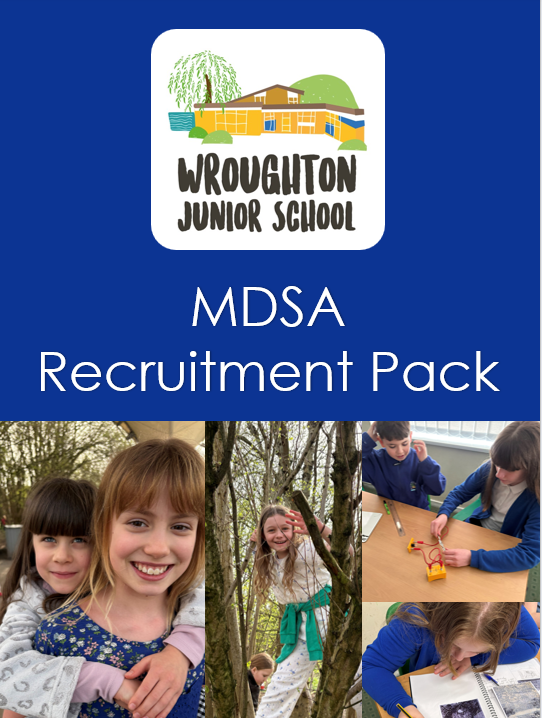 WROUGHTON
JUNIOR SCHOOL
MDSA
Recruitment Pack